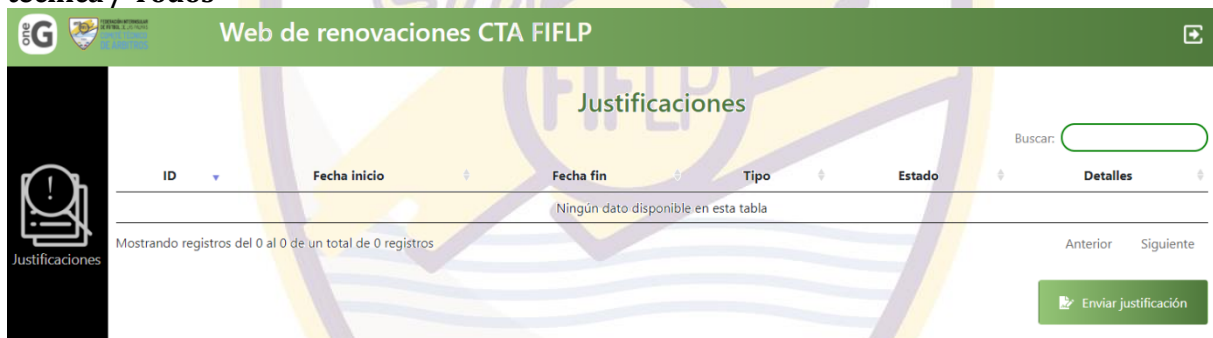 técnica / Todos
one G
Web de renovaciones CTA FIFLP
FIFLP
Justificaciones
Buscar:
ID Fecha inicio Fecha fin Tipo Estado Detalles
Ningún dato disponible en esta tabla
Mostrando registros del 0 al 0 de un total de 0 registros
Anterior Siguiente
Justificaciones
Enviar justificación